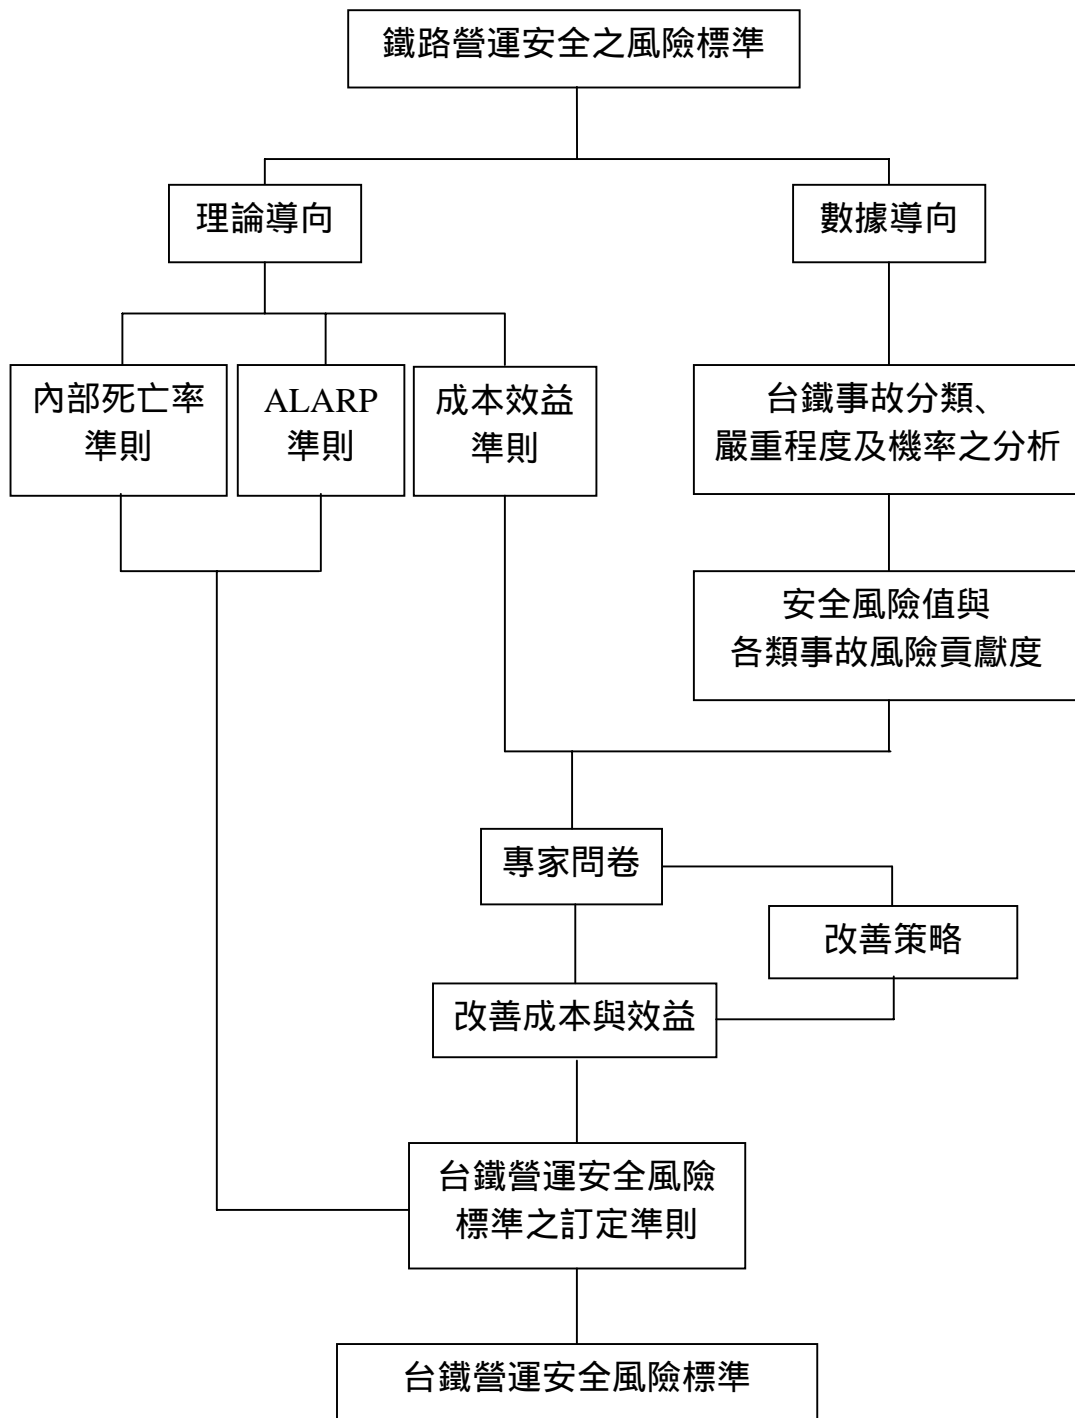 鐵路營運安全之風險標準
理論導向
數據導向
內部死亡率
準則
ALARP
準則
成本效益
準則
台鐵事故分類、
嚴重程度及機率之分析
安全風險值與
各類事故風險貢獻度
專家問卷
改善策略
改善成本與效益
台鐵營運安全風險
標準之訂定準則
台鐵營運安全風險標準